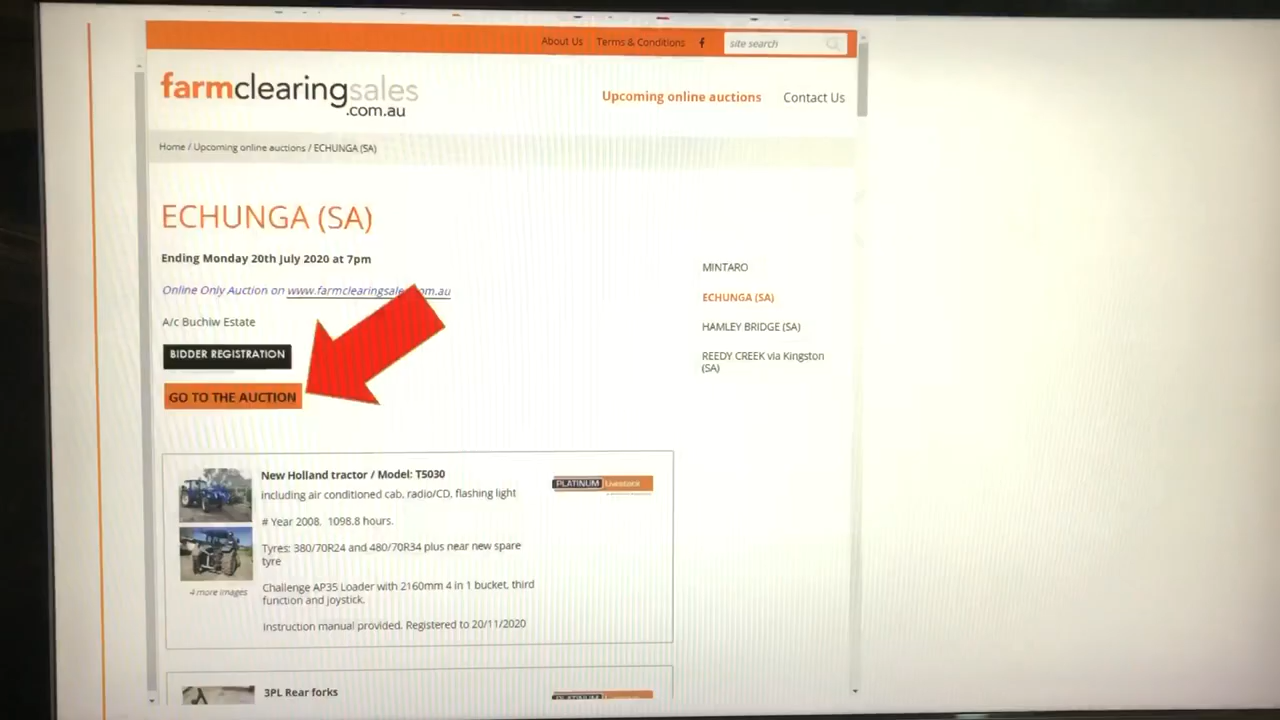 About Us Terms & Conditions f site search
farmclearingsales
.com.au
Upcoming online auctions Contact Us
Home / Upcoming online auctions / ECHUNGA (SA)
ECHUNGA (SA)
Ending Monday 20th July 2020 at 7pm
Online Only Auction on www.farmclearingsale om.au
A/c Buchiw Estate
BIDDER REGISTRATION
GO TO THE AUCTION
MINTARO
ECHUNGA (SA)
HAMLEY BRIDGE (SA)
REEDY CREEK via Kingston
(SA)
New Holland tractor / Model: T5030
including air conditioned cab, radio/CD, flashing light
# Year 2008. 1098.8 hours.
Tyres: 380/70R24 and 480/70R34 plus near new spare
tyre
Challenge AP35 Loader with 2160mm 4 in 1 bucket, third
function and joystick.
Instruction manual provided. Registered to 20/11/2020
4 more images
PLATINUM Livestock
3PL Rear forks